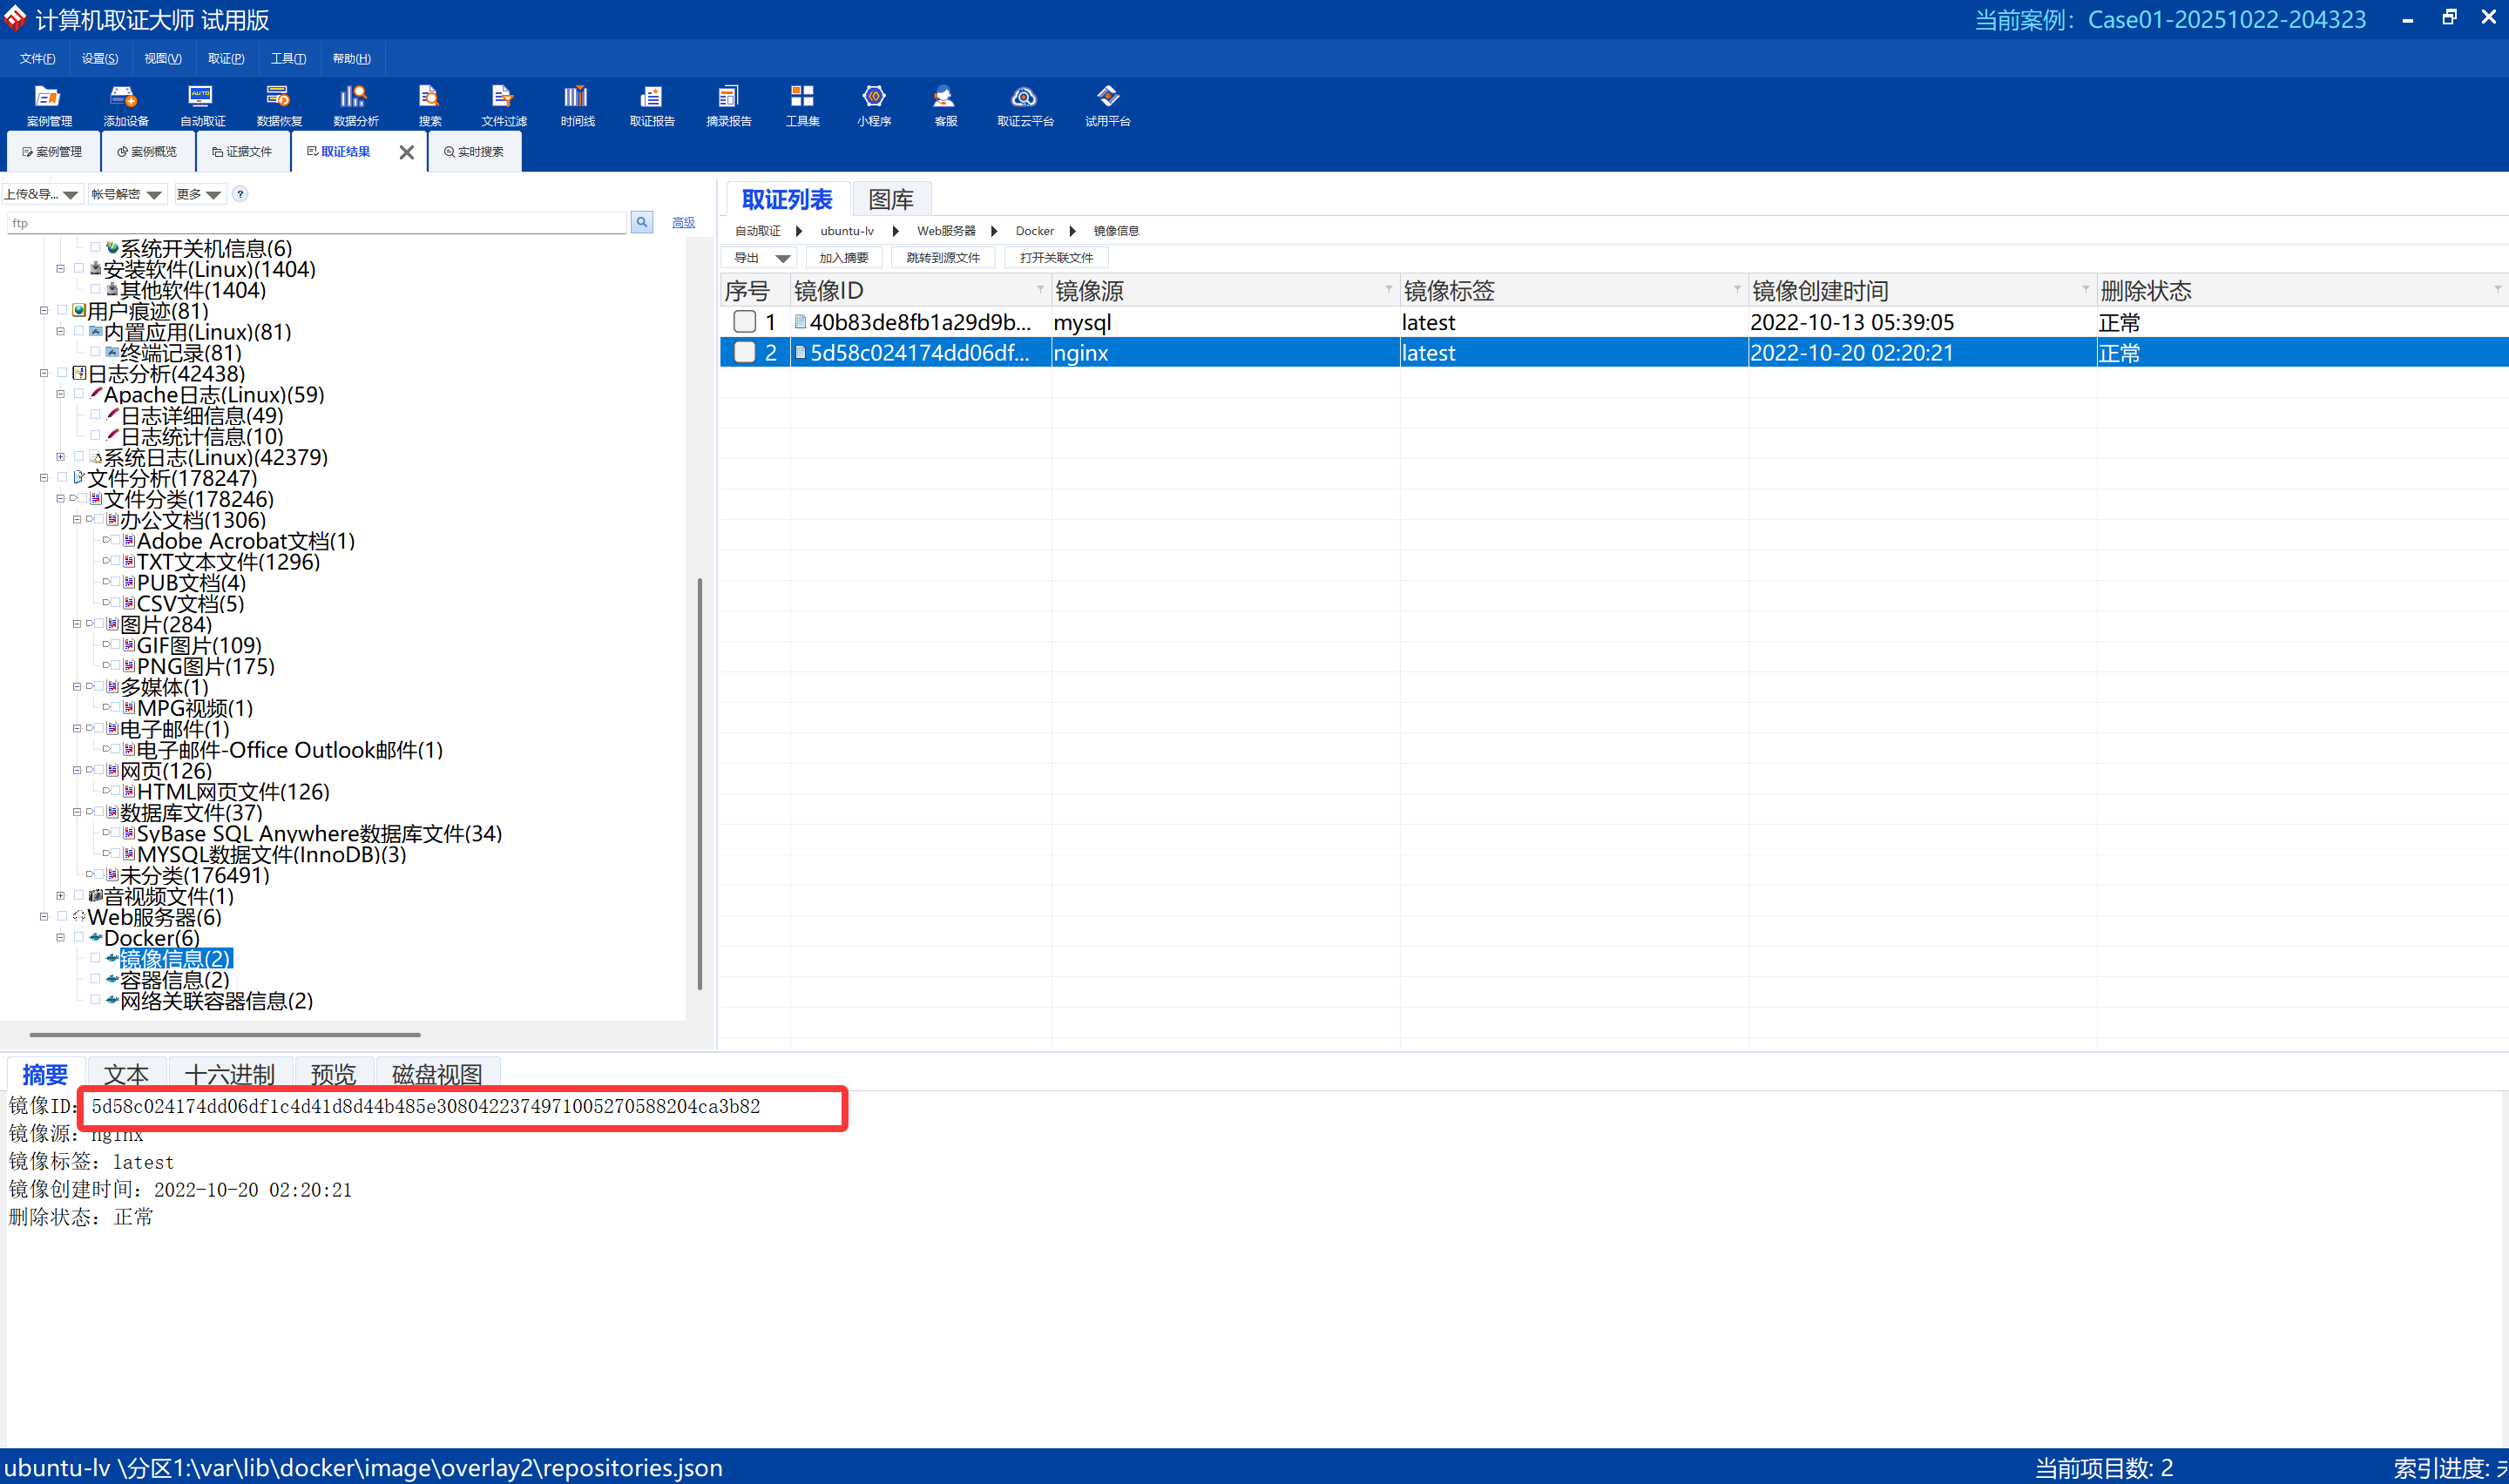 计算机取证大师 试用版
当前案例：Case01-20251022-204323
文件(F) 设置(S) 视图(V) 取证(P) 工具(T) 帮助(H)
案例管理 添加设备 自动取证 数据恢复 数据分析 搜索 文件过滤 时间线 取证报告 摘录报告 工具集 小程序 客服 取证云平台 试用平台
案例管理 案例概览 证据文件 取证结果 实时搜索
上传&导... 帐号解密 更多 ?
ftp 高级
系统开关机信息(6)
安装软件(Linux)(1404)
其他软件(1404)
用户痕迹(81)
内置应用(Linux)(81)
终端记录(81)
日志分析(42438)
Apache日志(Linux)(59)
日志详细信息(49)
日志统计信息(10)
系统日志(Linux)(42379)
文件分析(178247)
文件分类(178246)
办公文档(1306)
Adobe Acrobat文档(1)
TXT文本文件(1296)
PUB文档(4)
CSV文档(5)
图片(284)
GIF图片(109)
PNG图片(175)
多媒体(1)
MPG视频(1)
电子邮件(1)
电子邮件-Office Outlook邮件(1)
网页(126)
HTML网页文件(126)
数据库文件(37)
SyBase SQL Anywhere数据库文件(34)
MYSQL数据文件(InnoDB)(3)
未分类(176491)
音视频文件(1)
Web服务器(6)
Docker(6)
镜像信息(2)
容器信息(2)
网络关联容器信息(2)
取证列表 图库
自动取证 ubuntu-lv Web服务器 Docker 镜像信息
导出 加入摘要 跳转到源文件 打开关联文件
序号 镜像ID 镜像源 镜像标签 镜像创建时间 删除状态
1 40b83de8fb1a29d9b... mysql latest 2022-10-13 05:39:05 正常
2 5d58c024174dd06df... nginx latest 2022-10-20 02:20:21 正常
摘要 文本 十六进制 预览 磁盘视图
镜像ID：5d58c024174dd06df1c4d41d8d44b485e3080422374971005270588204ca3b82
镜像源：nginx
镜像标签：latest
镜像创建时间：2022-10-20 02:20:21
删除状态：正常
ubuntu-lv \分区1:\var\lib\docker\image\overlay2\repositories.json
当前项目数: 2
索引进度: